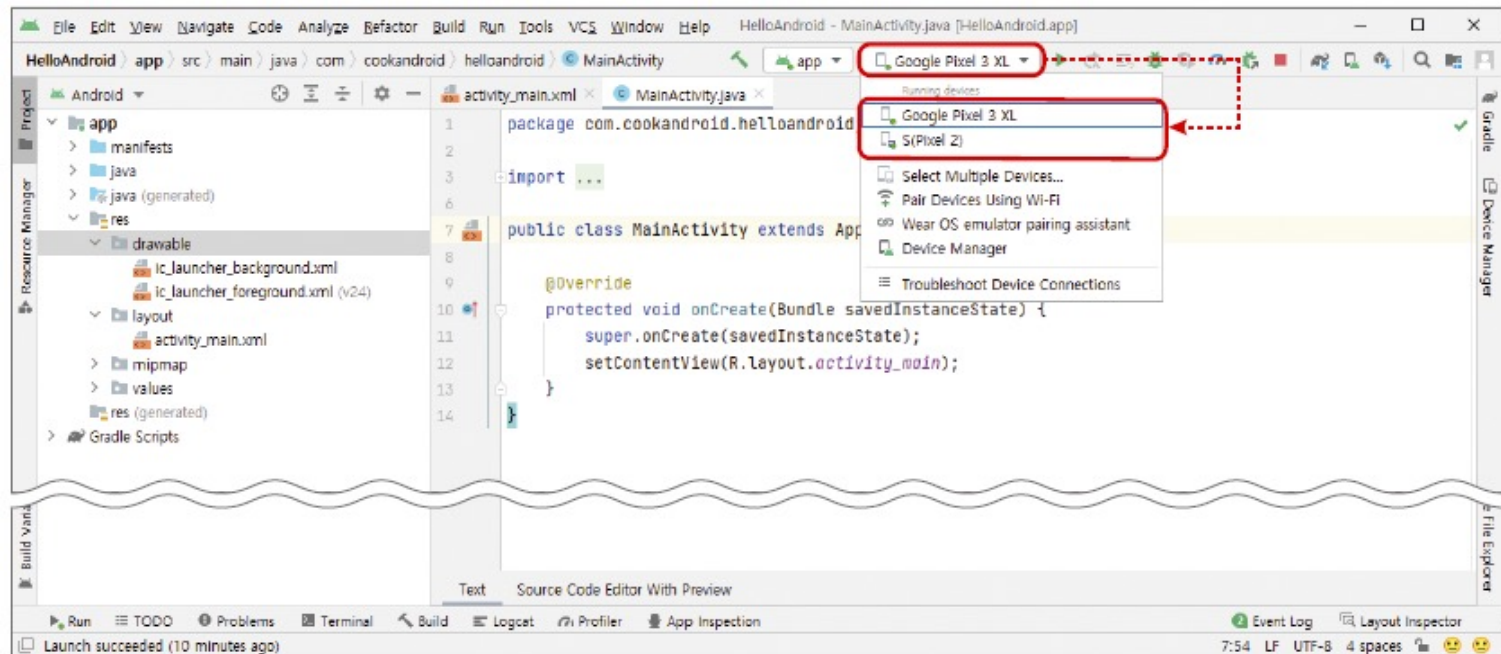 File Edit View Navigate Code Analyze Refactor Build Run Tools VCS Window Help HelloAndroid - MainActivity.java [HelloAndroid.app]
HelloAndroid app src main java com cookandroid helloandroid MainActivity app Google Pixel 3 XL
Running devices
Google Pixel 3 XL
S(Pixel 2)
Select Multiple Devices...
Pair Devices Using Wi-Fi
Wear OS emulator pairing assistant
Device Manager
Troubleshoot Device Connections
Project
Resource Manager
Android
app
manifests
java
java (generated)
res
drawable
ic_launcher_background.xml
ic_launcher_foreground.xml (v24)
layout
activity_main.xml
mipmap
values
res (generated)
Gradle Scripts
activity_main.xml MainActivity.java
1 package com.cookandroid.helloandroid
2
3 import ...
6
7 public class MainActivity extends App
8
9 @Override
10 protected void onCreate(Bundle savedInstanceState) {
11 super.onCreate(savedInstanceState);
12 setContentView(R.layout.activity_main);
13 }
14 }
Gradle
Device Manager
Build Varia
e File Explorer
Text Source Code Editor With Preview
Run TODO Problems Terminal Build Logcat Profiler App Inspection 2 Event Log Layout Inspector
Launch succeeded (10 minutes ago) 7:54 LF UTF-8 4 spaces